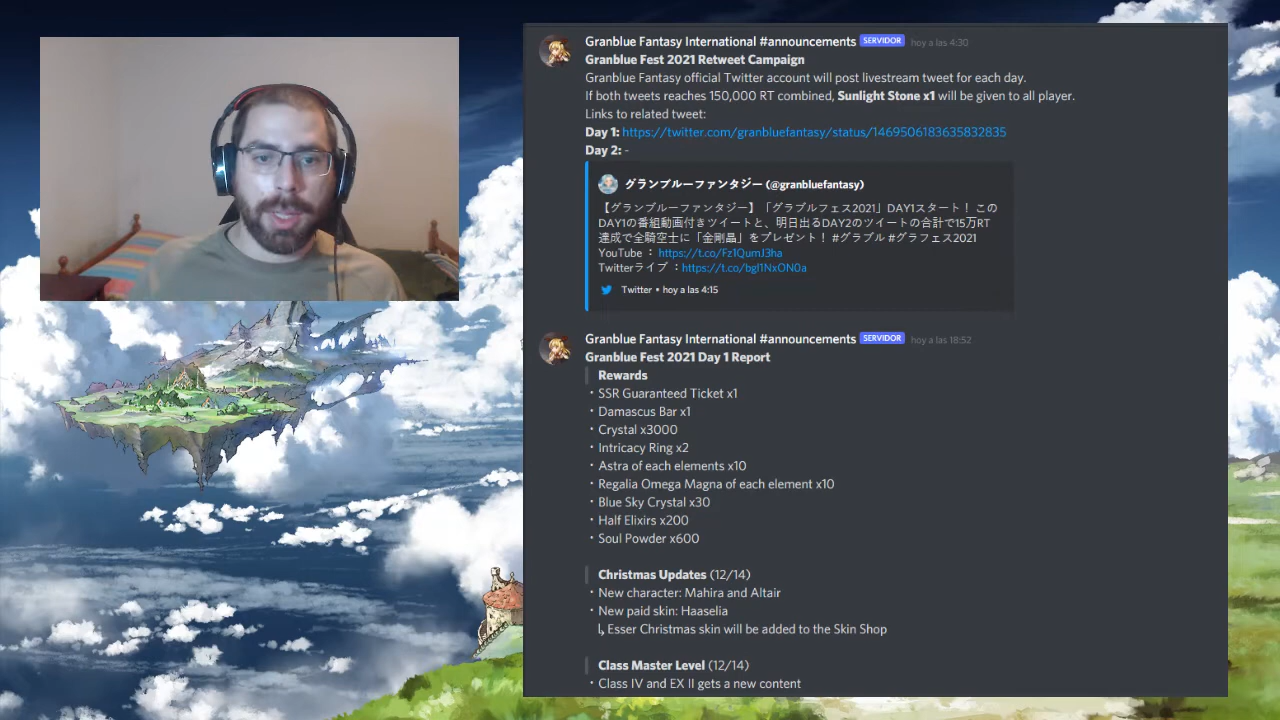 Granblue Fantasy International #announcements SERVIDOR hoy a las 4:30
Granblue Fest 2021 Retweet Campaign
Granblue Fantasy official Twitter account will post livestream tweet for each day.
If both tweets reaches 150,000 RT combined, Sunlight Stone x1 will be given to all player.
Links to related tweet:
Day 1: https://twitter.com/granbluefantasy/status/1469506183635832835
Day 2: -
グランブルーファンタジー (@granbluefantasy)
【グランブルーファンタジー】「グラブルフェス2021」DAY1スタート！ この
DAY1の番組動画付きツイートと、明日出るDAY2のツイートの合計で15万RT
達成で全騎空士に「金剛晶」をプレゼント！ #グラブル #グラフェス2021
YouTube ： https://t.co/Fz1QumJ3ha
Twitterライブ ：https://t.co/bgl1NxON0a
Twitter • hoy a las 4:15
Granblue Fantasy International #announcements SERVIDOR hoy a las 18:52
Granblue Fest 2021 Day 1 Report
Rewards
・SSR Guaranteed Ticket x1
・Damascus Bar x1
・Crystal x3000
・Intricacy Ring x2
・Astra of each elements x10
・Regalia Omega Magna of each element x10
・Blue Sky Crystal x30
・Half Elixirs x200
・Soul Powder x600
Christmas Updates (12/14)
・New character: Mahira and Altair
・New paid skin: Haaselia
┗ Esser Christmas skin will be added to the Skin Shop
Class Master Level (12/14)
・Class IV and EX II gets a new content